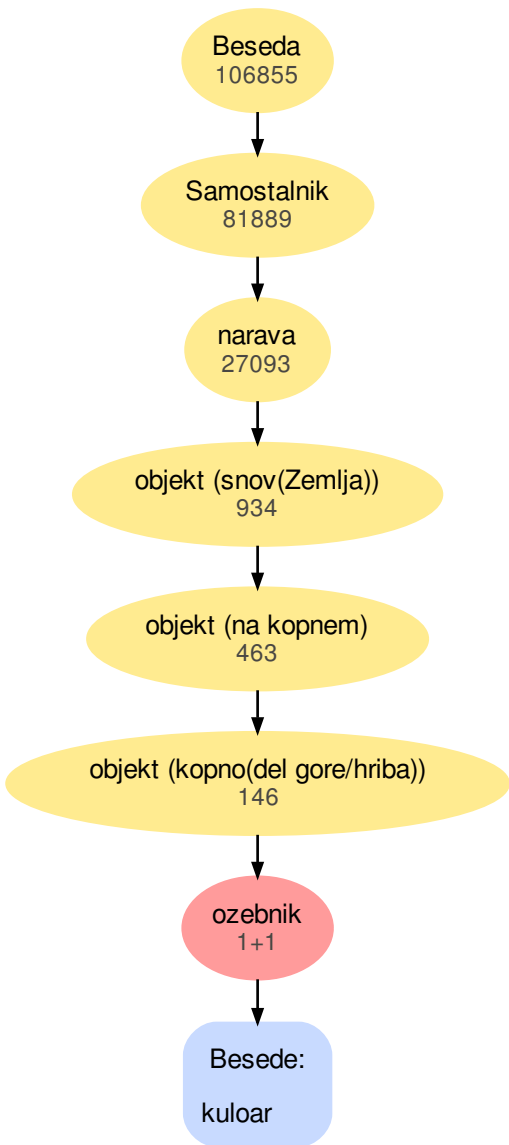 Beseda
106855
Samostalnik
81889
narava
27093
objekt (snov(Zemlja))
934
objekt (na kopnem)
463
objekt (kopno(del gore/hriba))
146
ozebnik
1+1
Besede:
kuloar